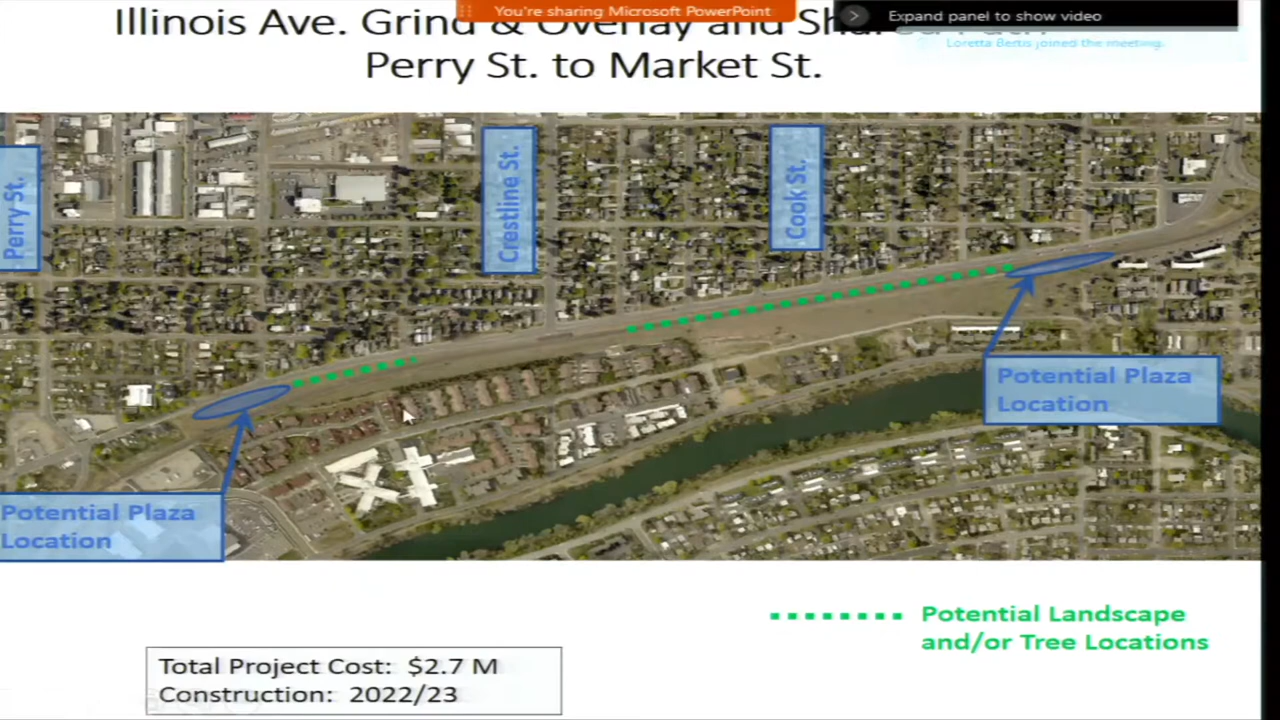 You're sharing Microsoft PowerPoint
Expand panel to show video
Loretta Bertis joined the meeting.
Illinois Ave. Grind & Overlay and Shared Path
Perry St. to Market St.
Perry St.
Crestline St.
Cook St.
Potential Plaza
Location
Potential Plaza
Location
Potential Landscape
and/or Tree Locations
Total Project Cost: $2.7 M
Construction: 2022/23